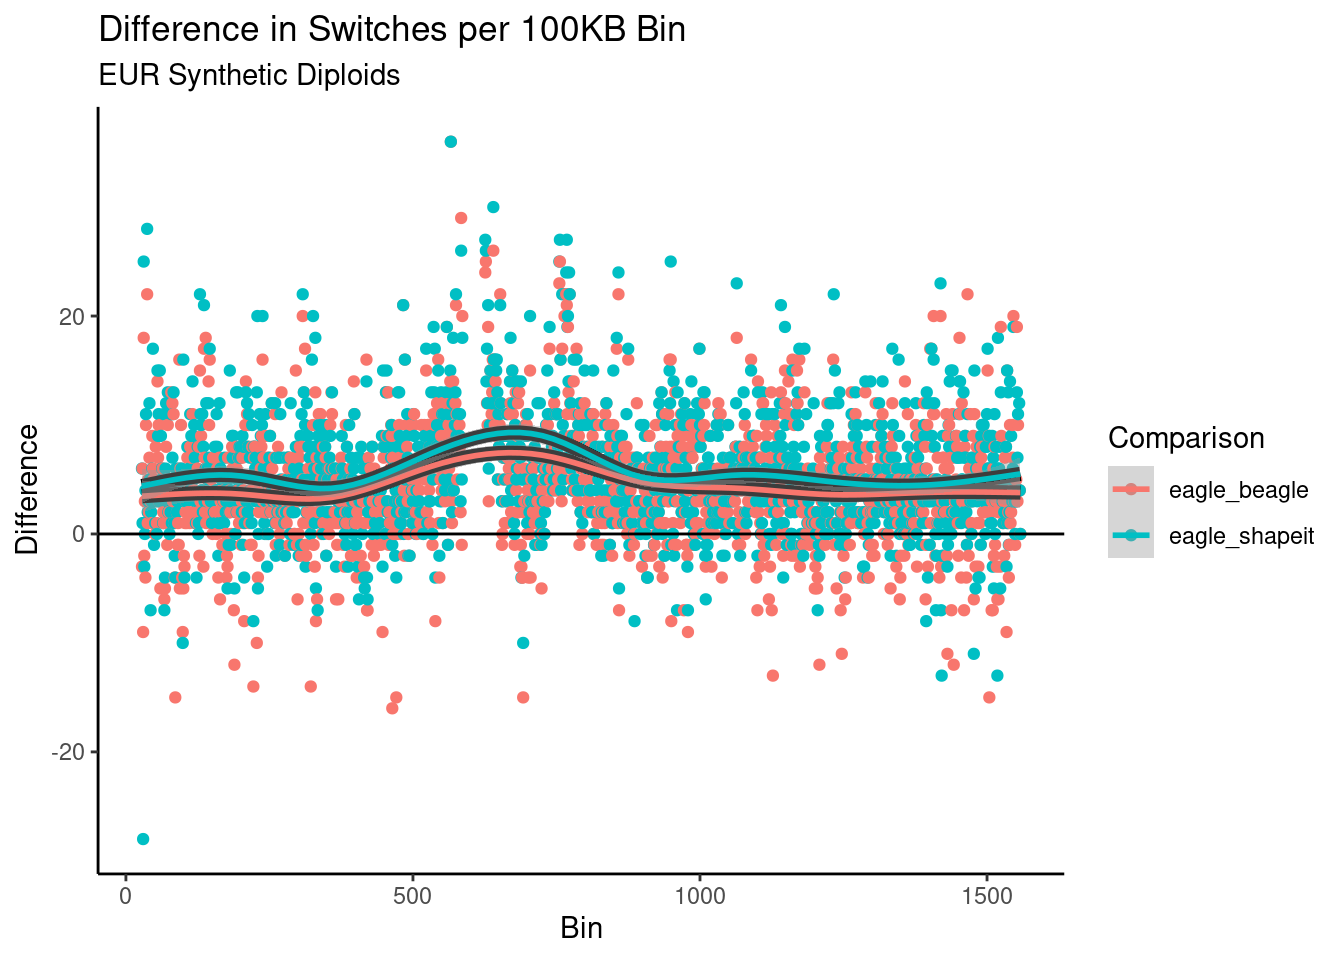 Difference in Switches per 100KB Bin
EUR Synthetic Diploids
Difference
20
0
-20
0 500 1000 1500
Bin
Comparison
eagle_beagle
eagle_shapeit